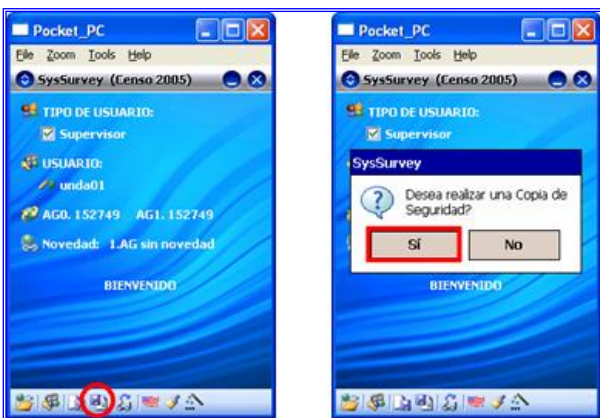 Pocket_PC
File Zoom Tools Help
SysSurvey (Censo 2005)
TIPO DE USUARIO:
Supervisor
USUARIO:
unda01
AG0. 152749 AG1. 152749
Novedad: 1.AG sin novedad
BIENVENIDO
Pocket_PC
File Zoom Tools Help
SysSurvey (Censo 2005)
TIPO DE USUARIO:
Supervisor
SysSurvey
Desea realizar una Copia de
Seguridad?
Sí No
BIENVENIDO